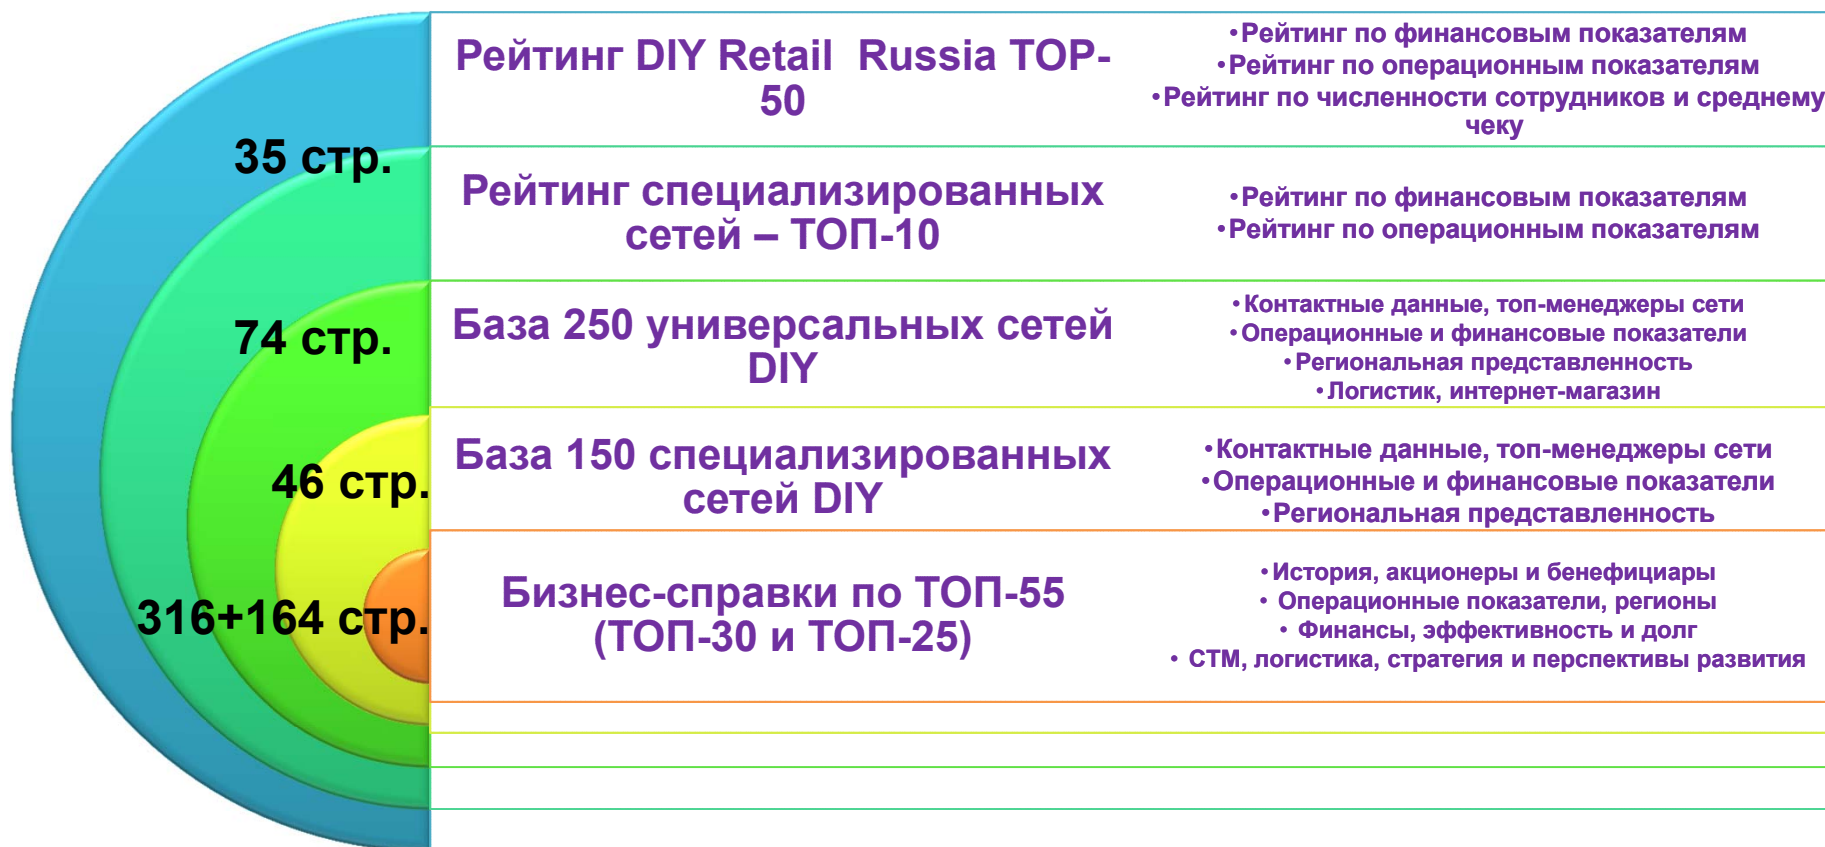 35 стр.
74 стр.
46 стр.
316+164 стр.
Рейтинг DIY Retail Russia TOP-
50
•Рейтинг по финансовым показателям
•Рейтинг по операционным показателям
•Рейтинг по численности сотрудников и среднему
чеку
Рейтинг специализированных
сетей – ТОП-10
•Рейтинг по финансовым показателям
•Рейтинг по операционным показателям
База 250 универсальных сетей
DIY
•Контактные данные, топ-менеджеры сети
•Операционные и финансовые показатели
•Региональная представленность
•Логистик, интернет-магазин
База 150 специализированных
сетей DIY
•Контактные данные, топ-менеджеры сети
•Операционные и финансовые показатели
•Региональная представленность
Бизнес-справки по ТОП-55
(ТОП-30 и ТОП-25)
•История, акционеры и бенефициары
• Операционные показатели, регионы
• Финансы, эффективность и долг
• СТМ, логистика, стратегия и перспективы развития